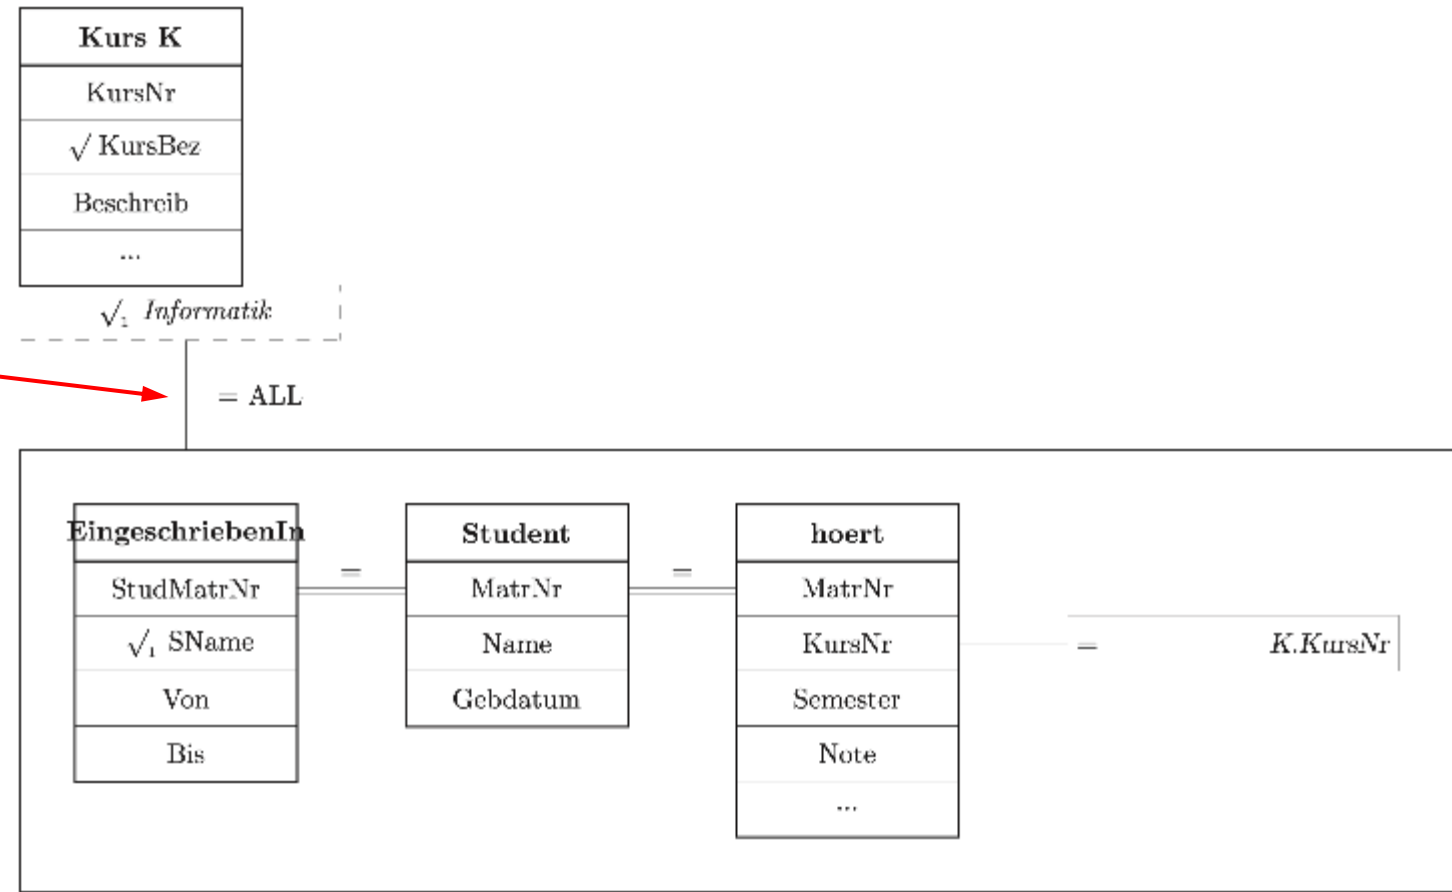 Kurs K
KursNr
√ KursBez
Beschreib
...
√₁ Informatik
= ALL
EingeschriebenIn
StudMatrNr
√₁ SName
Von
Bis
=
Student
MatrNr
Name
Gebdatum
=
hoert
MatrNr
KursNr
Semester
Note
...
= K.KursNr